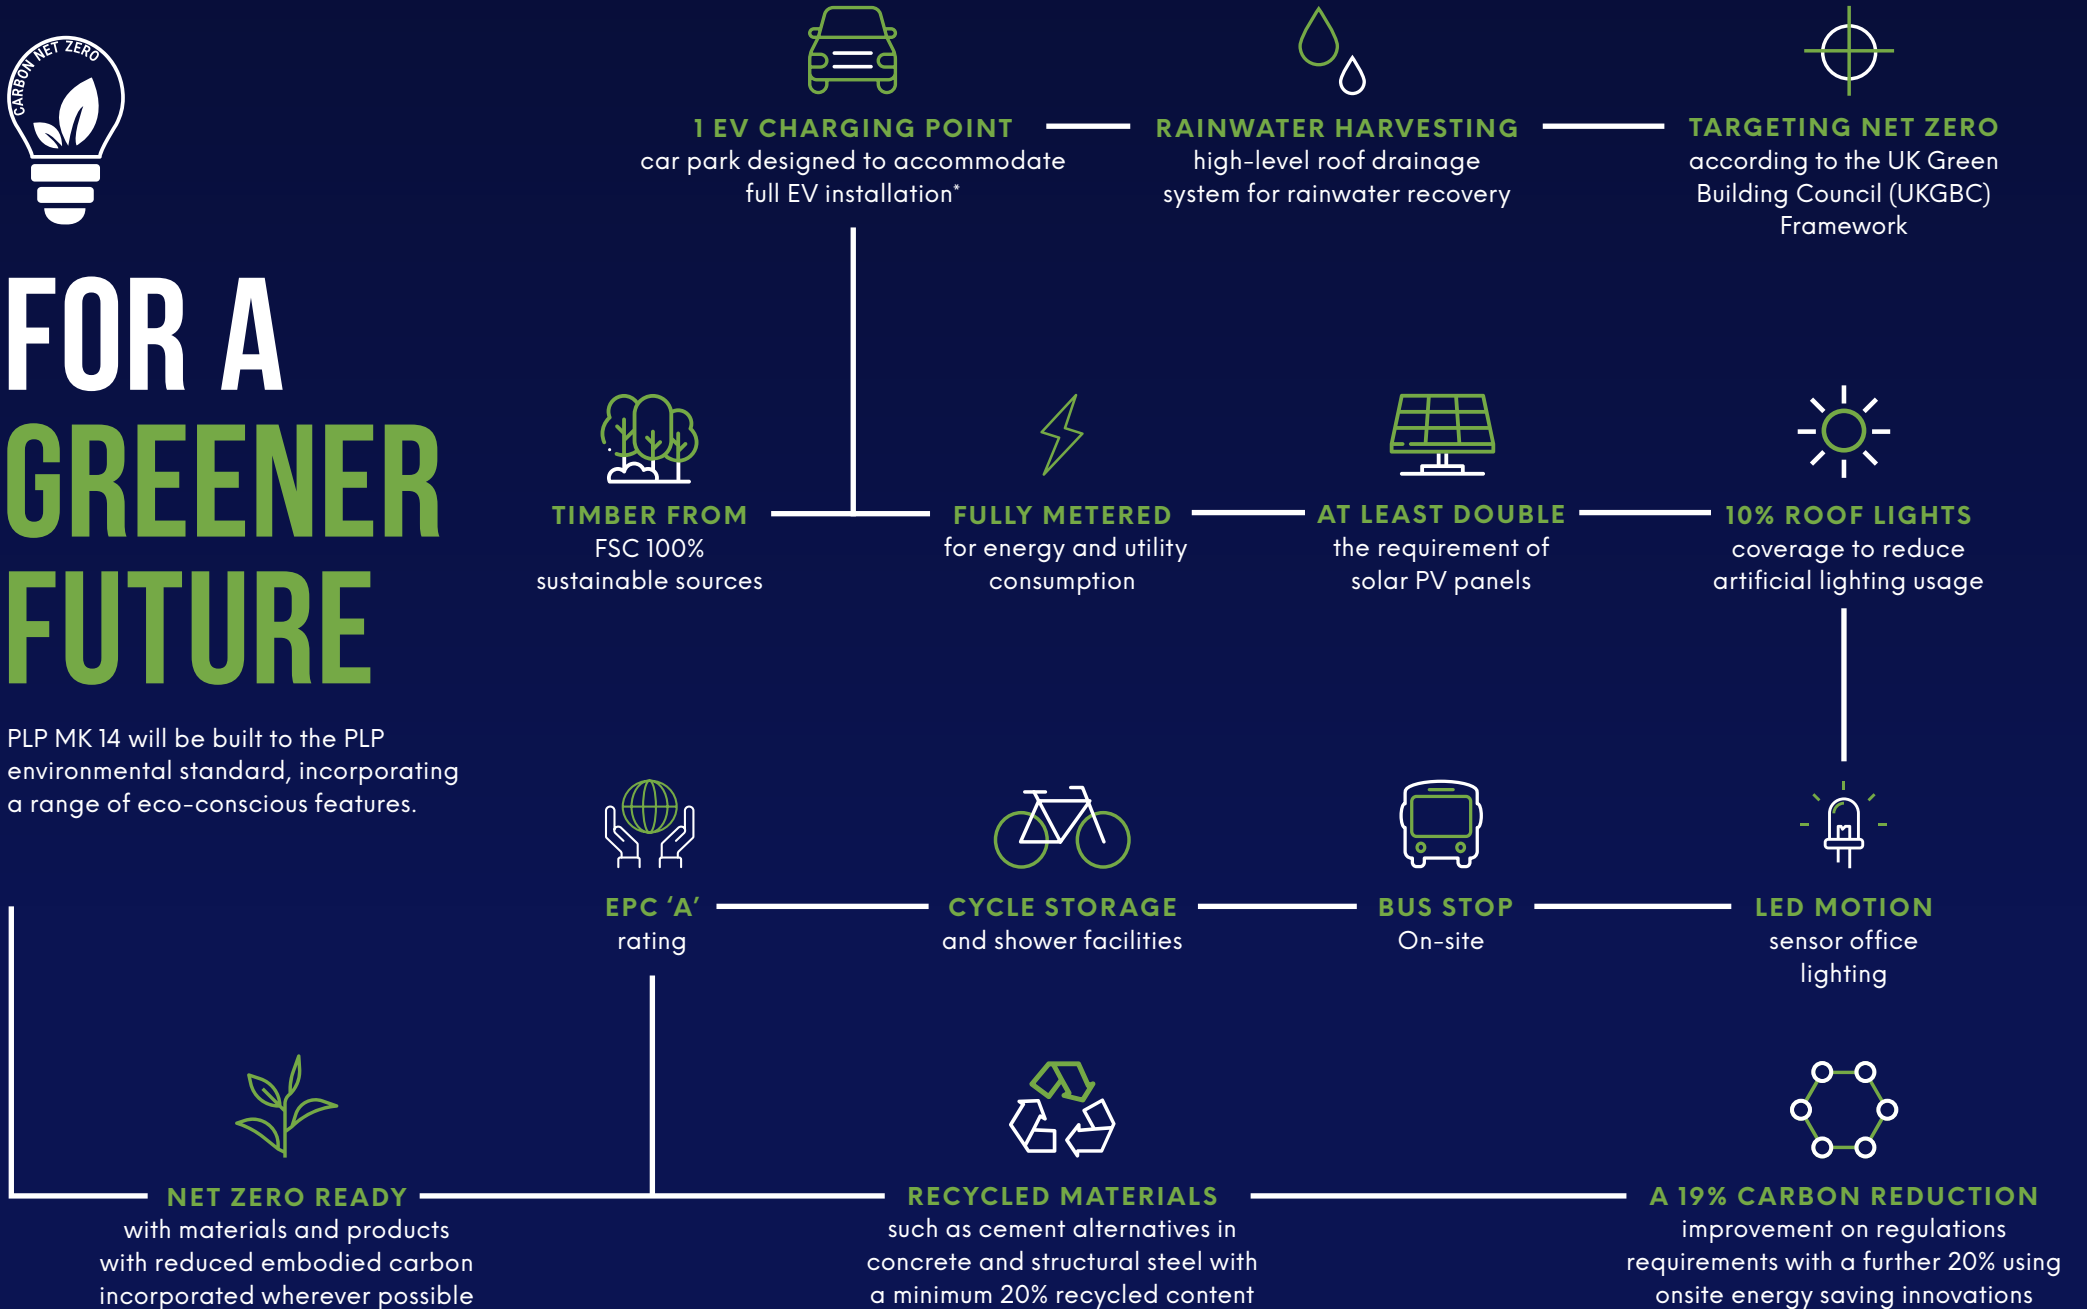 CARBON NET ZERO
FOR A
GREENER
FUTURE
PLP MK 14 will be built to the PLP
environmental standard, incorporating
a range of eco-conscious features.
1 EV CHARGING POINT
car park designed to accommodate
full EV installation*
RAINWATER HARVESTING
high-level roof drainage
system for rainwater recovery
TARGETING NET ZERO
according to the UK Green
Building Council (UKGBC)
Framework
TIMBER FROM
FSC 100%
sustainable sources
FULLY METERED
for energy and utility
consumption
AT LEAST DOUBLE
the requirement of
solar PV panels
10% ROOF LIGHTS
coverage to reduce
artificial lighting usage
EPC ‘A’
rating
CYCLE STORAGE
and shower facilities
BUS STOP
On-site
LED MOTION
sensor office
lighting
NET ZERO READY
with materials and products
with reduced embodied carbon
incorporated wherever possible
RECYCLED MATERIALS
such as cement alternatives in
concrete and structural steel with
a minimum 20% recycled content
A 19% CARBON REDUCTION
improvement on regulations
requirements with a further 20% using
onsite energy saving innovations